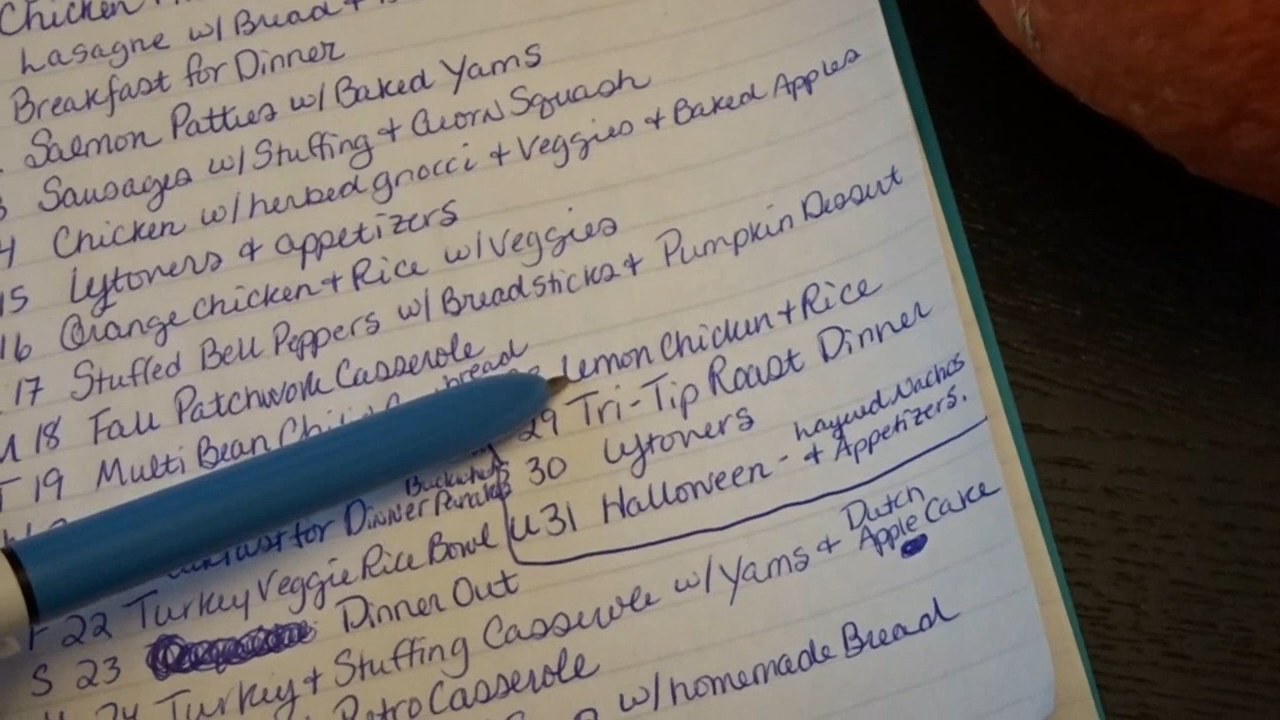 Chicken
Lasagne w/ Bread +
Breakfast for Dinner
Salmon Patties w/ Baked Yams
3 Sausages w/ Stuffing + Acorn Squash
4 Chicken w/ herbed gnocci + Veggies + Baked Apples
15 Leftovers & appetizers
16 Orange Chicken + Rice w/ Veggies
17 Stuffed Bell Peppers w/ Breadsticks + Pumpkin Dessert
18 Fall Patchwork Casserole
T 19 Multi Bean Chili bread
Lemon Chicken + Rice
29 Tri-Tip Roast Dinner
30 Leftovers
31 Halloween - layered Nachos
& Appetizers.
for Dinner
F 22 Turkey Veggie Rice Bowl
S 23 Dinner Out
24 Turkey + Stuffing Casserole w/ Yams + Dutch
Apple Cake
Casserole
w/ homemade Bread